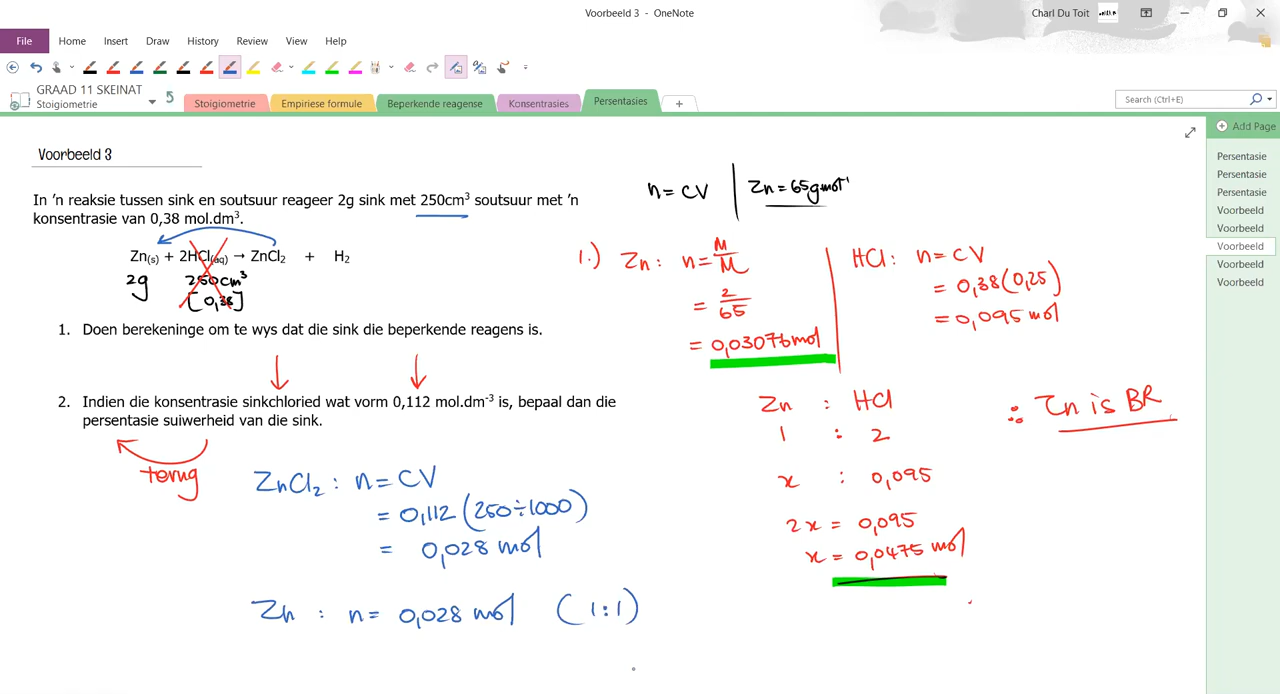 Voorbeeld 3 - OneNote
Charl Du Toit
File Home Insert Draw History Review View Help
GRAAD 11 SKEINAT
Stoigiometrie
Stoigiometrie Empiriese formule Beperkende reagense Konsentrasies Persentasies +
Search (Ctrl+E)
Add Page
Persentasie
Persentasie
Persentasie
Voorbeeld
Voorbeeld
Voorbeeld
Voorbeeld
Voorbeeld
Voorbeeld 3
In 'n reaksie tussen sink en soutsuur reageer 2g sink met 250cm³ soutsuur met 'n
konsentrasie van 0,38 mol.dm³.
Zn(s) + 2HCl(aq) → ZnCl₂ + H₂
2g 250cm³
[0,38]
1. Doen berekeninge om te wys dat die sink die beperkende reagens is.
2. Indien die konsentrasie sinkchloried wat vorm 0,112 mol.dm⁻³ is, bepaal dan die
persentasie suiwerheid van die sink.
terug
ZnCl₂ : n = CV
= 0,112 (250÷1000)
= 0,028 mol
Zn : n = 0,028 mol (1:1)
n = CV
Zn = 65g.mol⁻¹
1.) Zn : n = M/M
= 2/65
= 0,03076 mol
HCl : n = CV
= 0,38(0,25)
= 0,095 mol
Zn : HCl
1 : 2
x : 0,095
2x = 0,095
x = 0,0475 mol
∴ Zn is BR